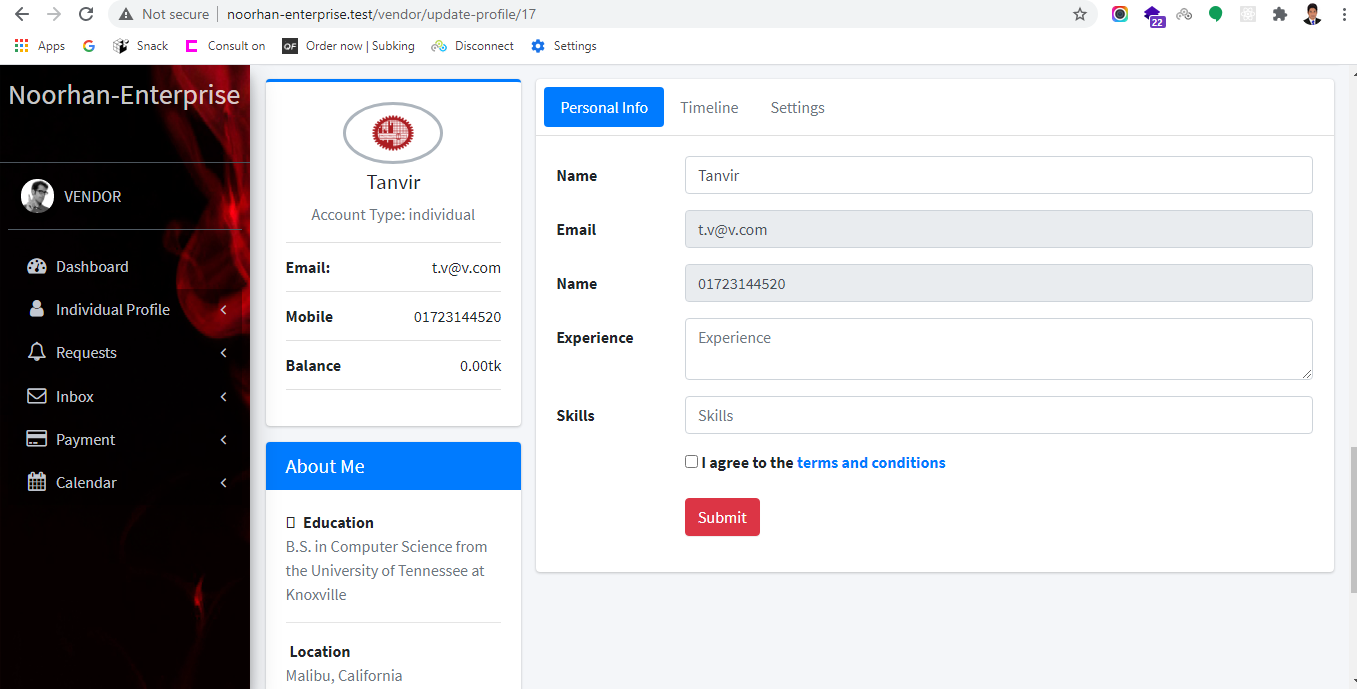 Not secure noorhan-enterprise.test/vendor/update-profile/17
22
Apps Snack Consult on QF Order now | Subking Disconnect Settings
Noorhan-Enterprise
VENDOR
Dashboard
Individual Profile
Requests
Inbox
Payment
Calendar
Tanvir
Account Type: individual
Email: t.v@v.com
Mobile 01723144520
Balance 0.00tk
About Me
Education
B.S. in Computer Science from
the University of Tennessee at
Knoxville
Location
Malibu, California
Personal Info Timeline Settings
Name Tanvir
Email t.v@v.com
Name 01723144520
Experience Experience
Skills Skills
I agree to the terms and conditions
Submit